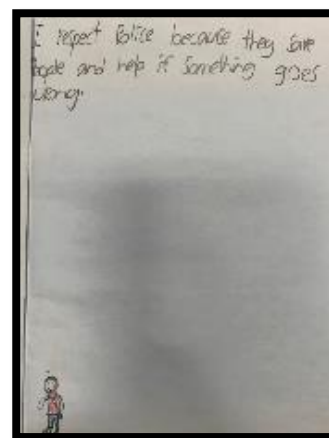 I respect Police because they save
People and help if Something goes
wrong.